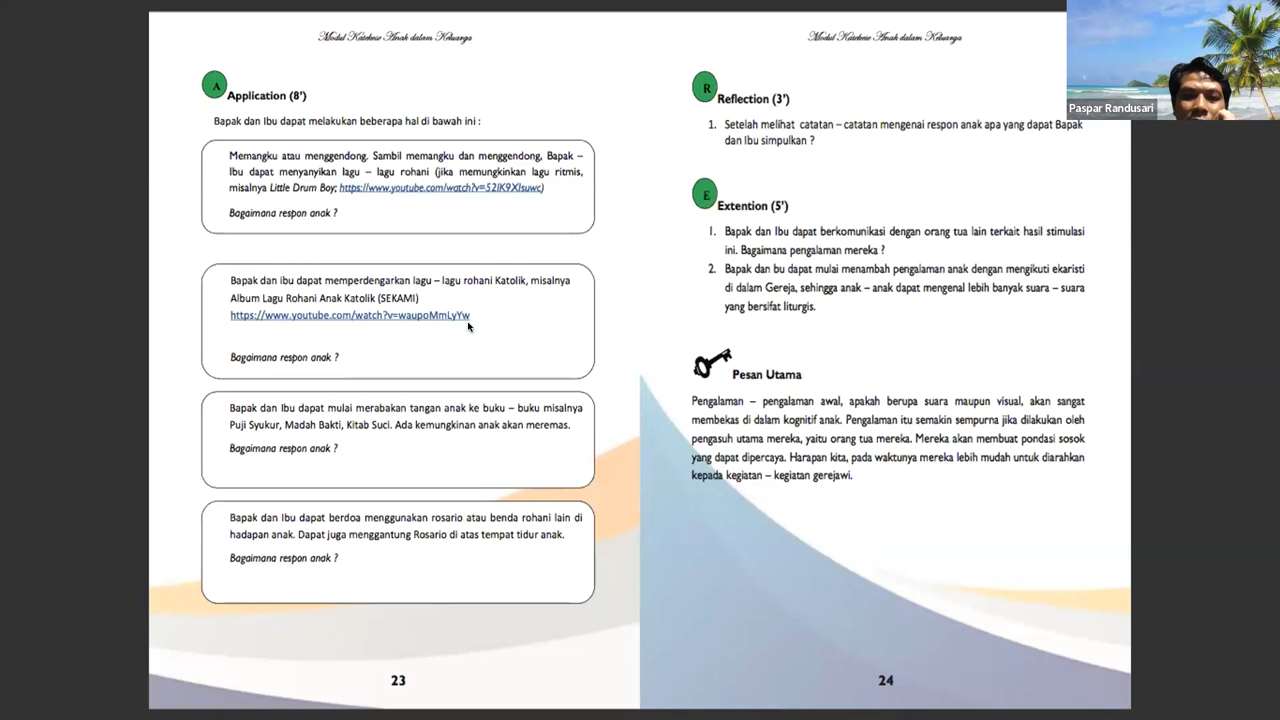 Modul Katekese Anak dalam Keluarga
A
Application (8')
Bapak dan Ibu dapat melakukan beberapa hal di bawah ini :
Memangku atau menggendong. Sambil memangku dan menggendong, Bapak –
Ibu dapat menyanyikan lagu – lagu rohani (jika memungkinkan lagu ritmis,
misalnya Little Drum Boy; https://www.youtube.com/watch?v=52IK9XIsuwc)
Bagaimana respon anak ?
Bapak dan ibu dapat memperdengarkan lagu – lagu rohani Katolik, misalnya
Album Lagu Rohani Anak Katolik (SEKAMI)
https://www.youtube.com/watch?v=waupoMmLyYw
Bagaimana respon anak ?
Bapak dan Ibu dapat mulai merabakan tangan anak ke buku – buku misalnya
Puji Syukur, Madah Bakti, Kitab Suci. Ada kemungkinan anak akan meremas.
Bagaimana respon anak ?
Bapak dan Ibu dapat berdoa menggunakan rosario atau benda rohani lain di
hadapan anak. Dapat juga menggantung Rosario di atas tempat tidur anak.
Bagaimana respon anak ?
23
Modul Katekese Anak dalam Keluarga
R
Reflection (3')
1. Setelah melihat catatan – catatan mengenai respon anak apa yang dapat Bapak
dan Ibu simpulkan ?
E
Extention (5')
1. Bapak dan Ibu dapat berkomunikasi dengan orang tua lain terkait hasil stimulasi
ini. Bagaimana pengalaman mereka ?
2. Bapak dan bu dapat mulai menambah pengalaman anak dengan mengikuti ekaristi
di dalam Gereja, sehingga anak – anak dapat mengenal lebih banyak suara – suara
yang bersifat liturgis.
Pesan Utama
Pengalaman – pengalaman awal, apakah berupa suara maupun visual, akan sangat
membekas di dalam kognitif anak. Pengalaman itu semakin sempurna jika dilakukan oleh
pengasuh utama mereka, yaitu orang tua mereka. Mereka akan membuat pondasi sosok
yang dapat dipercaya. Harapan kita, pada waktunya mereka lebih mudah untuk diarahkan
kepada kegiatan – kegiatan gerejawi.
24
Paspar Randusari